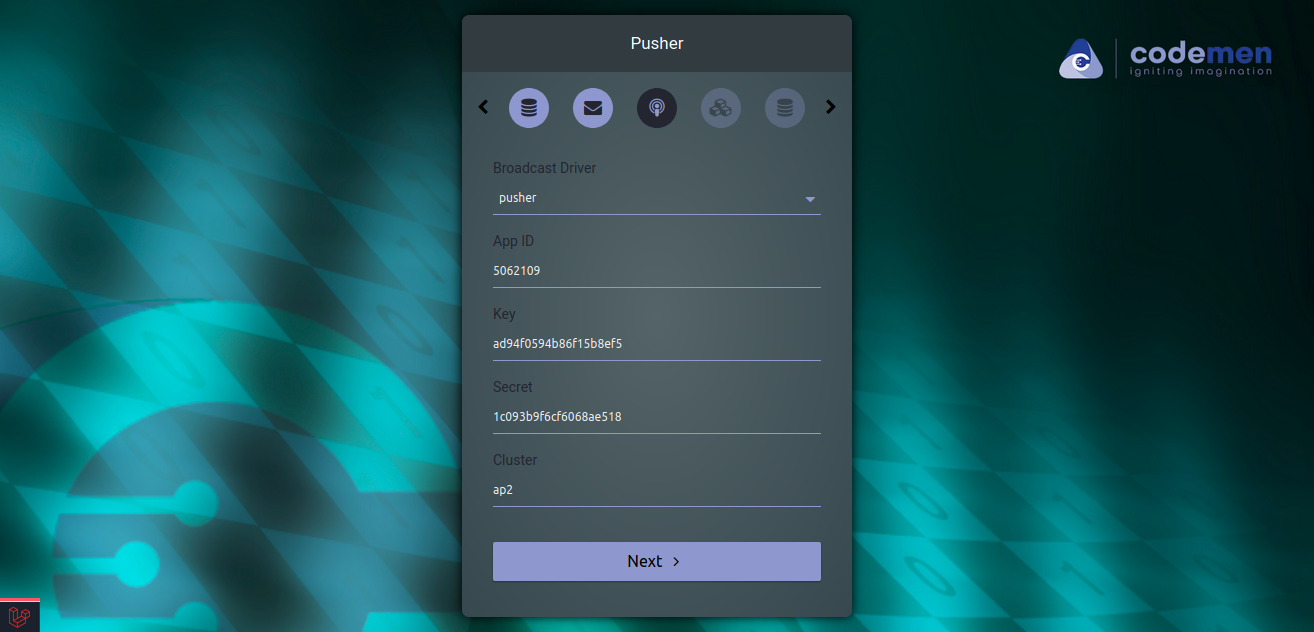 Pusher
codemen
igniting imagination
Broadcast Driver
pusher
App ID
5062109
Key
ad94f0594b86f15b8ef5
Secret
1c093b9f6cf6068ae518
Cluster
ap2
Next